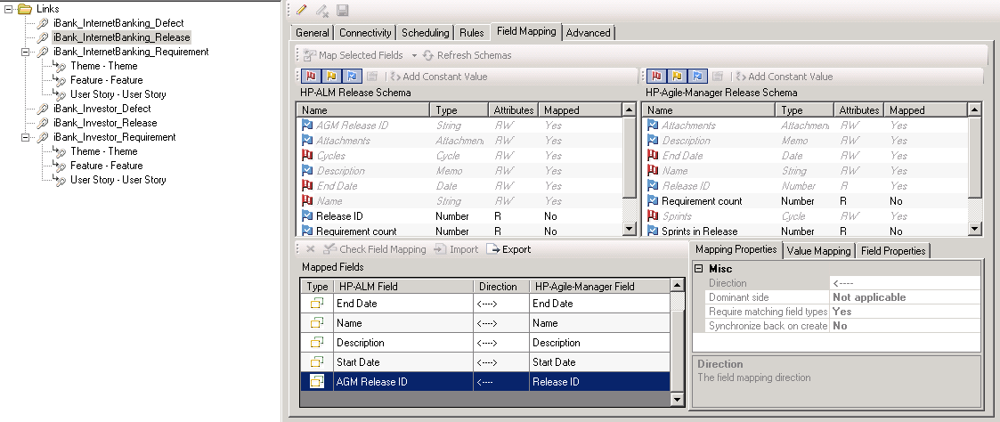 Links
iBank_InternetBanking_Defect
iBank_InternetBanking_Release
iBank_InternetBanking_Requirement
Theme - Theme
Feature - Feature
User Story - User Story
iBank_Investor_Defect
iBank_Investor_Release
iBank_Investor_Requirement
Theme - Theme
Feature - Feature
User Story - User Story
General Connectivity Scheduling Rules Field Mapping Advanced
Map Selected Fields Refresh Schemas
Add Constant Value
HP-ALM Release Schema
Name Type Attributes Mapped
AGM Release ID String RW Yes
Attachments Attachmen RW Yes
Cycles Cycle RW Yes
Description Memo RW Yes
End Date Date RW Yes
Name String RW Yes
Release ID Number R No
Requirement count Number R No
Add Constant Value
HP-Agile-Manager Release Schema
Name Type Attributes Mapped
Attachments Attachmen RW Yes
Description Memo RW Yes
End Date Date RW Yes
Name String RW Yes
Release ID Number R Yes
Requirement count Number R No
Sprints Cycle RW Yes
Sprints in Release Number R No
Check Field Mapping Import Export
Mapped Fields
Type HP-ALM Field Direction HP-Agile-Manager Field
End Date <----> End Date
Name <----> Name
Description <----> Description
Start Date <----> Start Date
AGM Release ID <---- Release ID
Mapping Properties Value Mapping Field Properties
Misc
Direction <----
Dominant side Not applicable
Require matching field types Yes
Synchronize back on create No
Direction
The field mapping direction